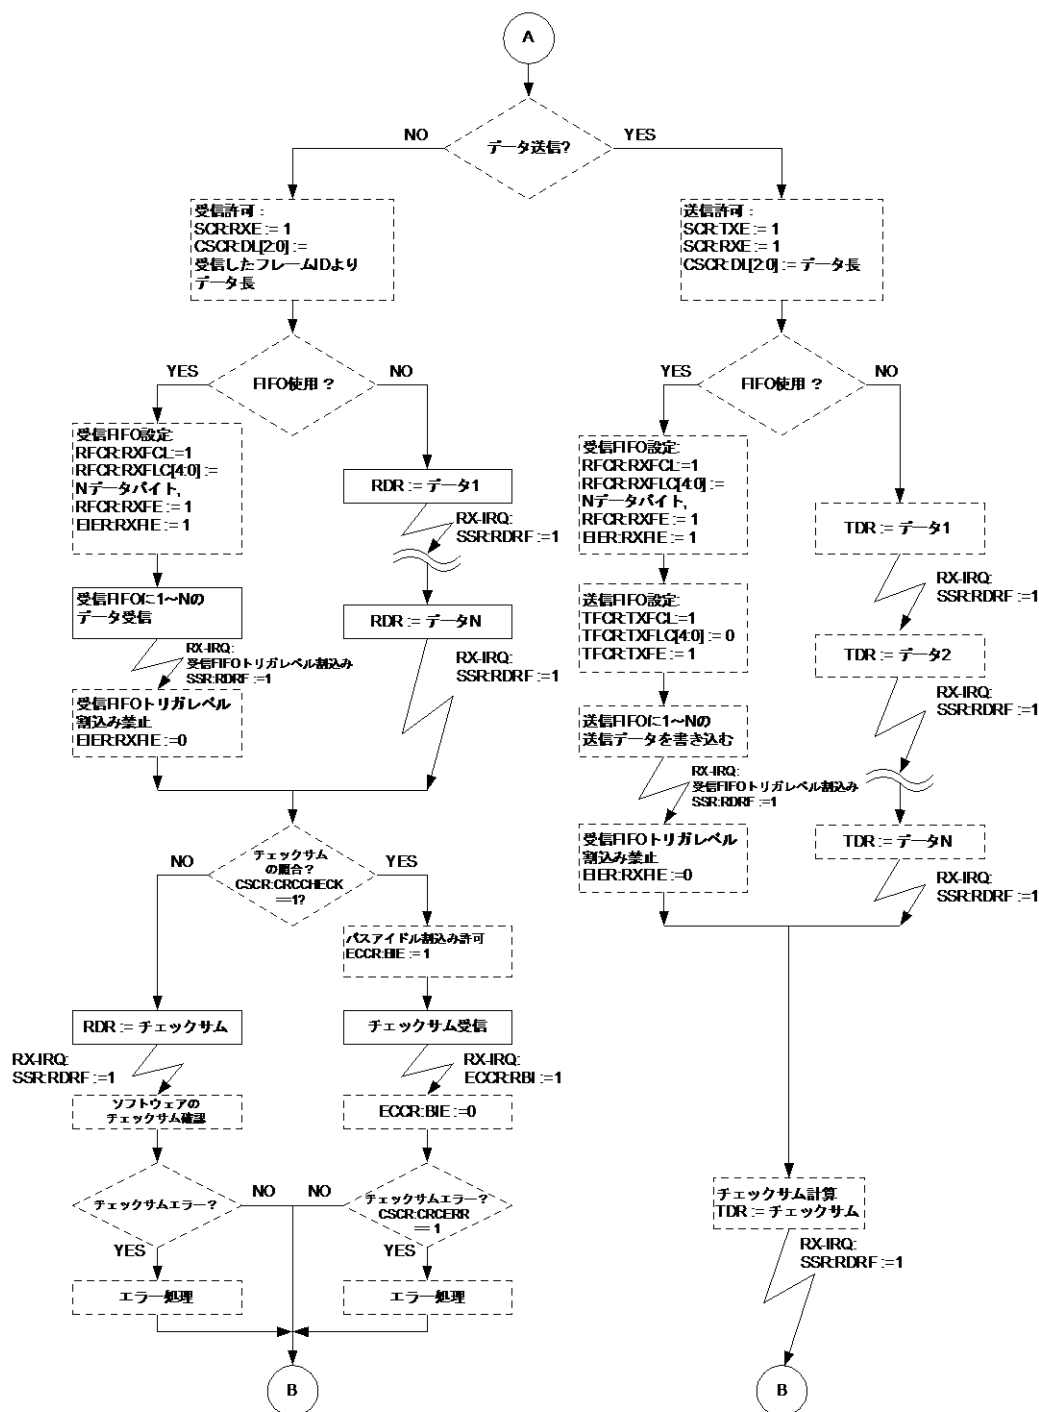 A
データ送信?
NO
YES
受信許可：
SCR:RXE := 1
CSCR:DL[2:0] :=
受信したフレームIDより
データ長
送信許可：
SCR:TXE := 1
SCR:RXE := 1
CSCR:DL[2:0] := データ長
FIFO使用？
YES
NO
FIFO使用？
YES
NO
受信FIFO設定:
RFCR:RXFCL:=1
RFCR:RXFLC[4:0] :=
Nデータバイト,
RFCR:RXFE := 1
EIER:RXFIE := 1
受信FIFOに1～Nの
データ受信
RX-IRQ:
受信FIFOトリガレベル割込み
SSR:RDRF :=1
受信FIFOトリガレベル
割込み禁止
EIER:RXFIE :=0
RDR := データ1
RX-IRQ:
SSR:RDRF :=1
RDR := データN
RX-IRQ:
SSR:RDRF :=1
受信FIFO設定:
RFCR:RXFCL:=1
RFCR:RXFLC[4:0] :=
Nデータバイト,
RFCR:RXFE := 1
EIER:RXFIE := 1
送信FIFO設定:
TFCR:TXFCL:=1
TFCR:TXFLC[4:0] := 0
TFCR:TXFE := 1
送信FIFOに1～Nの
送信データを書き込む
RX-IRQ:
受信FIFOトリガレベル割込み
SSR:RDRF :=1
受信FIFOトリガレベル
割込み禁止
EIER:RXFIE :=0
TDR := データ1
RX-IRQ:
SSR:RDRF :=1
TDR := データ2
RX-IRQ:
SSR:RDRF :=1
TDR := データN
RX-IRQ:
SSR:RDRF :=1
チェックサム
の照合？
CSCR:CRCCHECK
==1?
NO
YES
バスアイドル割込み許可
ECCR:BIE := 1
RDR := チェックサム
RX-IRQ:
SSR:RDRF :=1
ソフトウェアの
チェックサム確認
チェックサム受信
RX-IRQ:
ECCR:RBI :=1
ECCR:BIE :=0
チェックサムエラー？
NO
YES
エラー処理
チェックサムエラー？
CSCR:CRCERR
== 1
NO
YES
エラー処理
B
チェックサム計算
TDR := チェックサム
RX-IRQ:
SSR:RDRF :=1
B